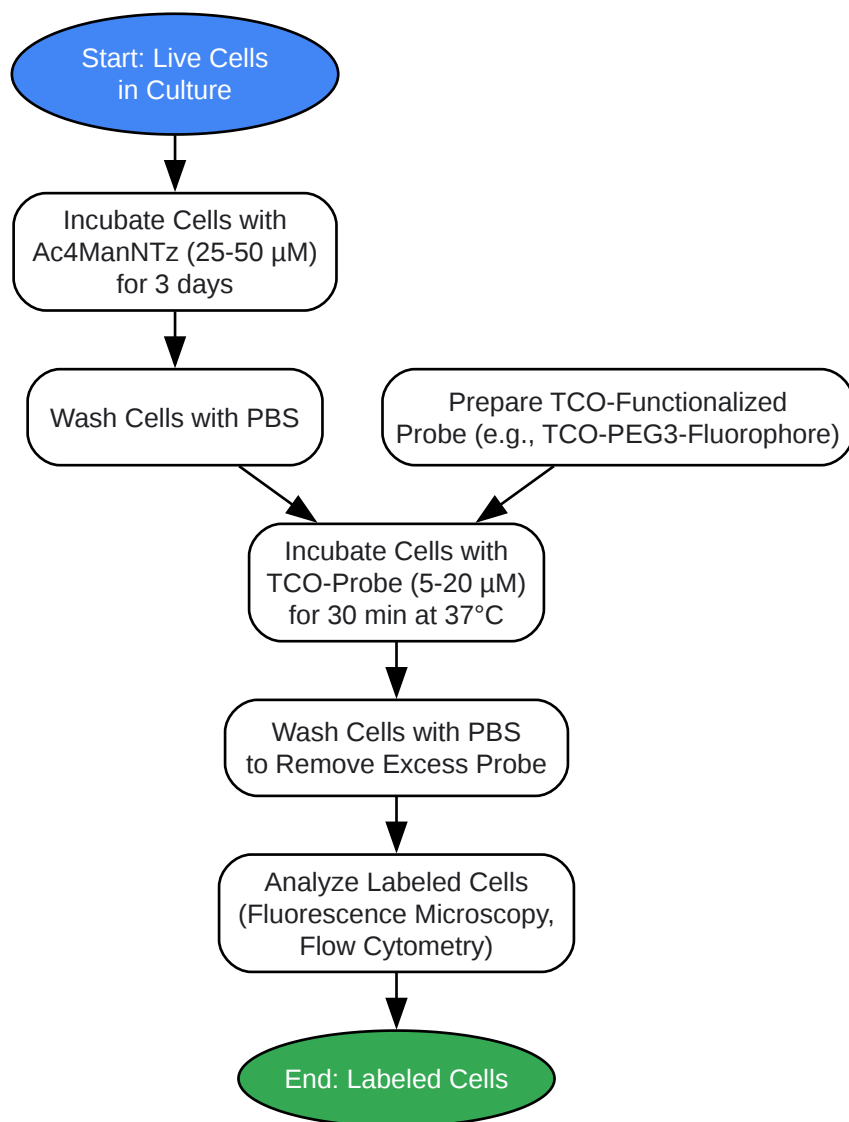 Start: Live Cells
in Culture
Incubate Cells with
Ac4ManNTz (25-50 µM)
for 3 days
Wash Cells with PBS
Prepare TCO-Functionalized
Probe (e.g., TCO-PEG3-Fluorophore)
Incubate Cells with
TCO-Probe (5-20 µM)
for 30 min at 37°C
Wash Cells with PBS
to Remove Excess Probe
Analyze Labeled Cells
(Fluorescence Microscopy,
Flow Cytometry)
End: Labeled Cells